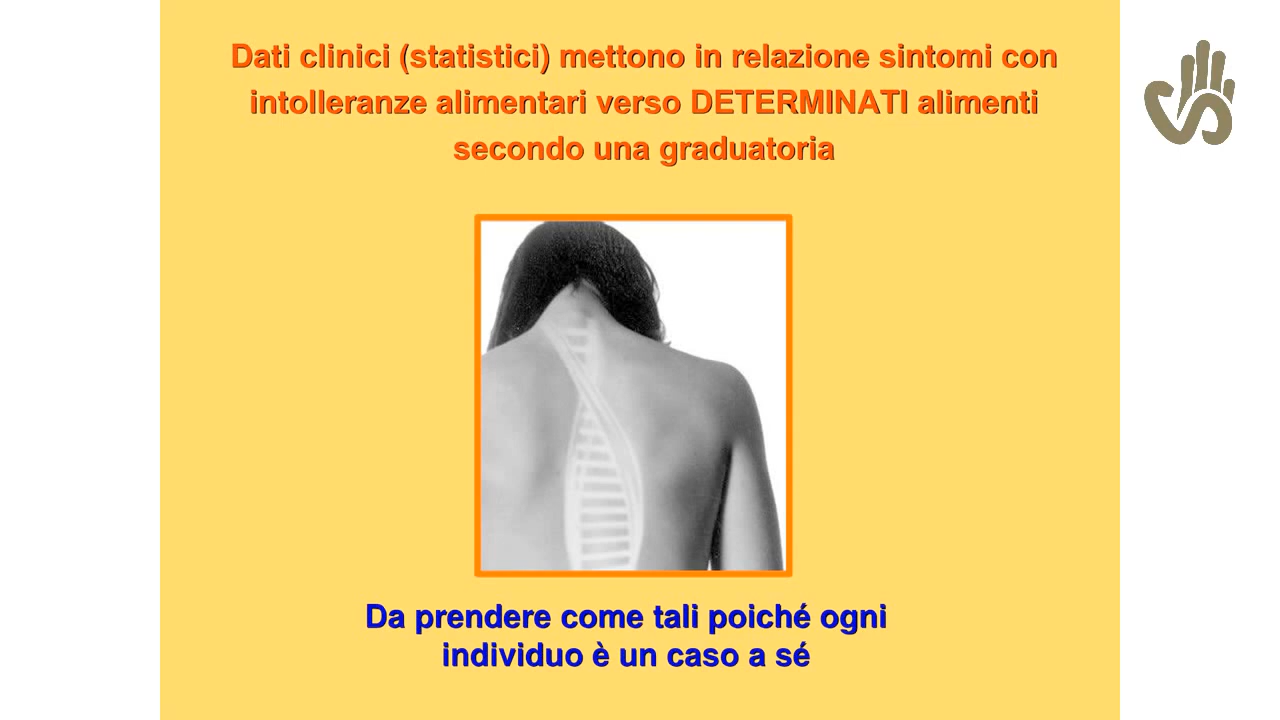 Dati clinici (statistici) mettono in relazione sintomi con
intolleranze alimentari verso DETERMINATI alimenti
secondo una graduatoria
Da prendere come tali poiché ogni
individuo è un caso a sé